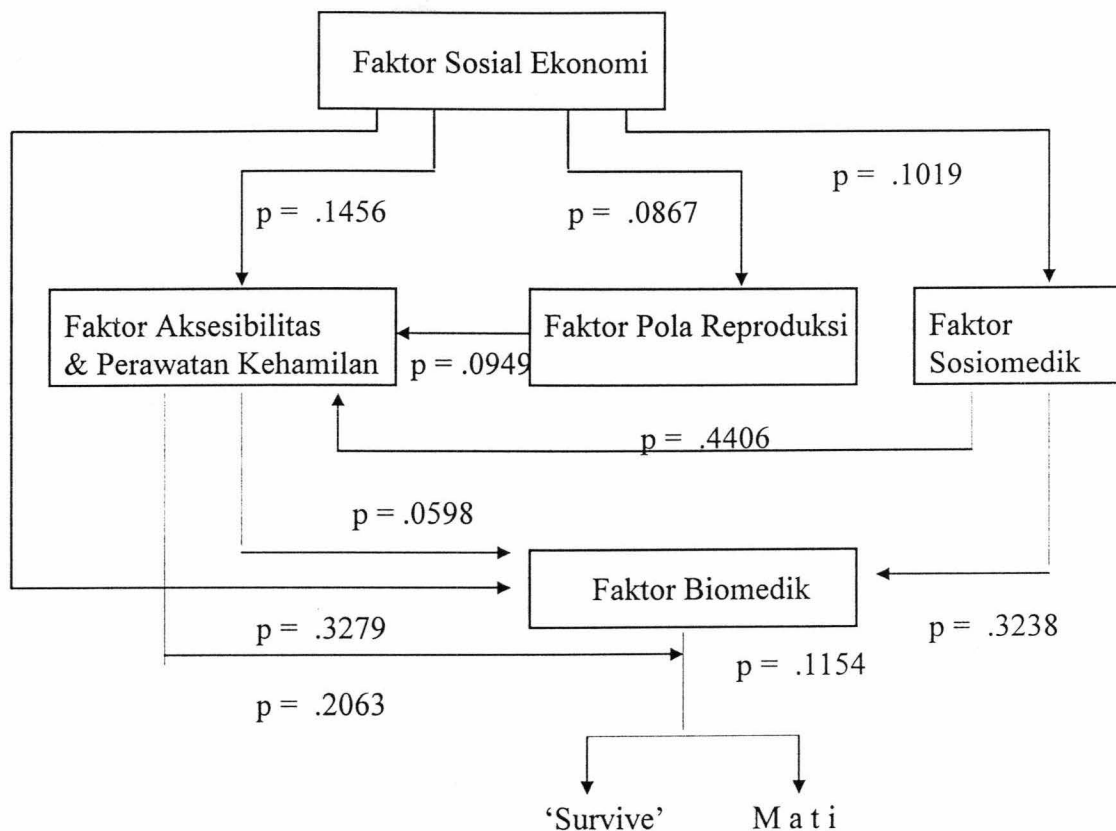 Faktor Sosial Ekonomi
p = .1019
p = .1456
p = .0867
Faktor Aksesibilitas
& Perawatan Kehamilan
Faktor Pola Reproduksi
Faktor
Sosiomedik
p = .0949
p = .4406
p = .0598
Faktor Biomedik
p = .3279
p = .3238
p = .1154
p = .2063
‘Survive’
M a t i